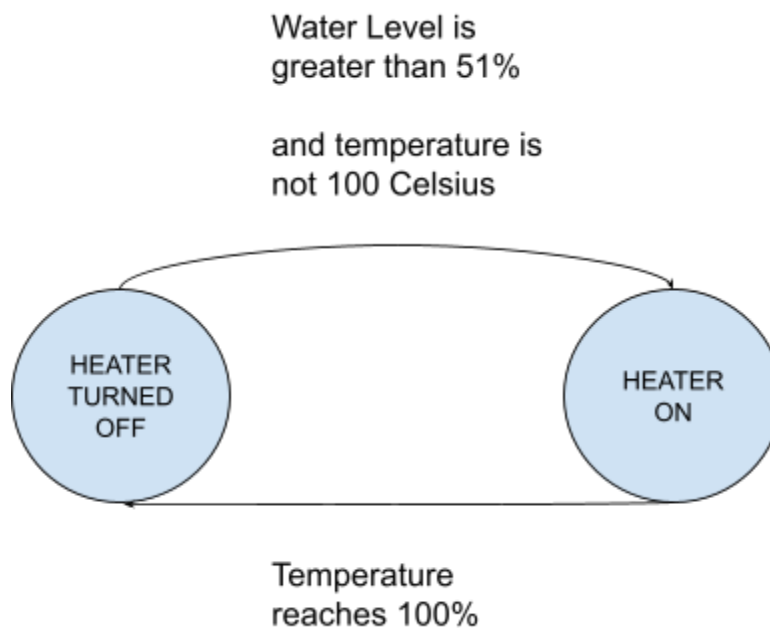 Water Level is
greater than 51%
and temperature is
not 100 Celsius
HEATER
TURNED
OFF
HEATER
ON
Temperature
reaches 100%